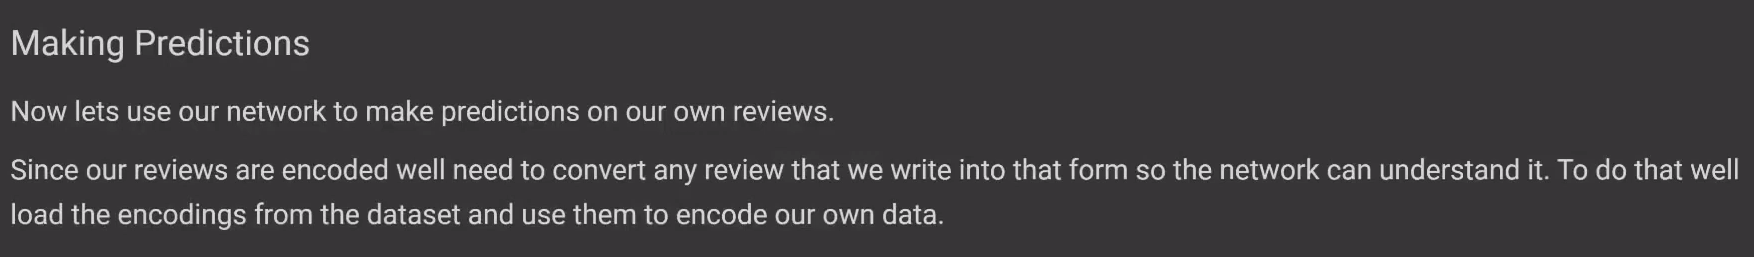 Making Predictions
Now lets use our network to make predictions on our own reviews.
Since our reviews are encoded well need to convert any review that we write into that form so the network can understand it. To do that well
load the encodings from the dataset and use them to encode our own data.